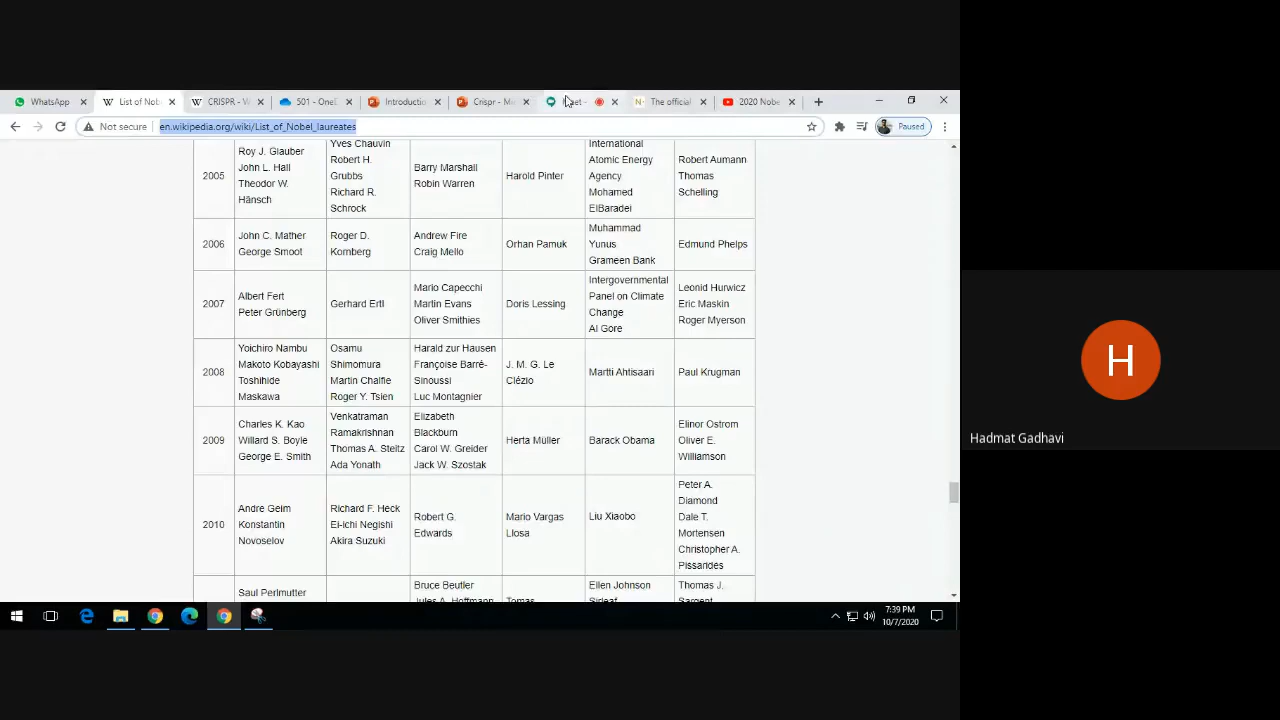 WhatsApp
List of Nob
CRISPR - W
501 - OneD
Introductio
Crispr - Me
The official
2020 Nobe
Not secure
en.wikipedia.org/wiki/List_of_Nobel_laureates
Paused
2005
Roy J. Glauber
John L. Hall
Theodor W.
Hänsch
Yves Chauvin
Robert H.
Grubbs
Richard R.
Schrock
Barry Marshall
Robin Warren
Harold Pinter
International
Atomic Energy
Agency
Mohamed
ElBaradei
Robert Aumann
Thomas
Schelling
2006
John C. Mather
George Smoot
Roger D.
Kornberg
Andrew Fire
Craig Mello
Orhan Pamuk
Muhammad
Yunus
Grameen Bank
Edmund Phelps
2007
Albert Fert
Peter Grünberg
Gerhard Ertl
Mario Capecchi
Martin Evans
Oliver Smithies
Doris Lessing
Intergovernmental
Panel on Climate
Change
Al Gore
Leonid Hurwicz
Eric Maskin
Roger Myerson
2008
Yoichiro Nambu
Makoto Kobayashi
Toshihide
Maskawa
Osamu
Shimomura
Martin Chalfie
Roger Y. Tsien
Harald zur Hausen
Françoise Barré-
Sinoussi
Luc Montagnier
J. M. G. Le
Clézio
Martti Ahtisaari
Paul Krugman
2009
Charles K. Kao
Willard S. Boyle
George E. Smith
Venkatraman
Ramakrishnan
Thomas A. Steitz
Ada Yonath
Elizabeth
Blackburn
Carol W. Greider
Jack W. Szostak
Herta Müller
Barack Obama
Elinor Ostrom
Oliver E.
Williamson
2010
Andre Geim
Konstantin
Novoselov
Richard F. Heck
Ei-ichi Negishi
Akira Suzuki
Robert G.
Edwards
Mario Vargas
Llosa
Liu Xiaobo
Peter A.
Diamond
Dale T.
Mortensen
Christopher A.
Pissarides
Saul Perlmutter
Bruce Beutler
Jules A. Hoffmann
Tomas
Ellen Johnson
Sirleaf
Thomas J.
Sargent
7:39 PM
10/7/2020
H
Hadmat Gadhavi